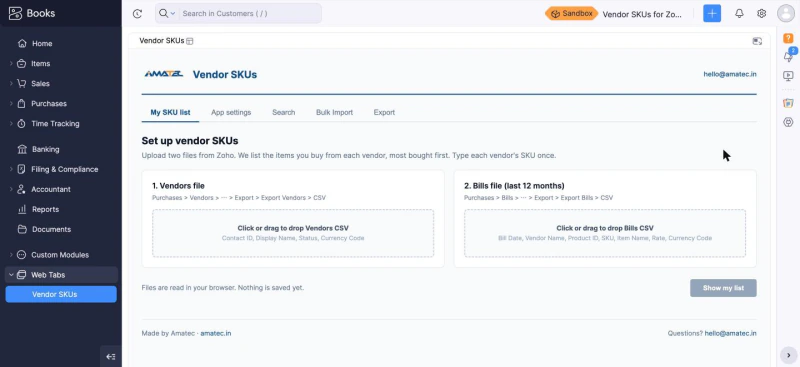 Books
Search in Customers ( / )
Sandbox
Vendor SKUs for Zo...
Home
Items
Sales
Purchases
Time Tracking
Banking
Filing & Compliance
Accountant
Reports
Documents
Custom Modules
Web Tabs
Vendor SKUs
Vendor SKUs
AMATEC
Vendor SKUs
hello@amatec.in
My SKU list
App settings
Search
Bulk Import
Export
Set up vendor SKUs
Upload two files from Zoho. We list the items you buy from each vendor, most bought first. Type each vendor's SKU once.
1. Vendors file
Purchases > Vendors > ··· > Export > Export Vendors > CSV
Click or drag to drop Vendors CSV
Contact ID, Display Name, Status, Currency Code
2. Bills file (last 12 months)
Purchases > Bills > ··· > Export > Export Bills > CSV
Click or drag to drop Bills CSV
Bill Date, Vendor Name, Product ID, SKU, Item Name, Rate, Currency Code
Files are read in your browser. Nothing is saved yet.
Show my list
Made by Amatec · amatec.in
Questions? hello@amatec.in
?
2